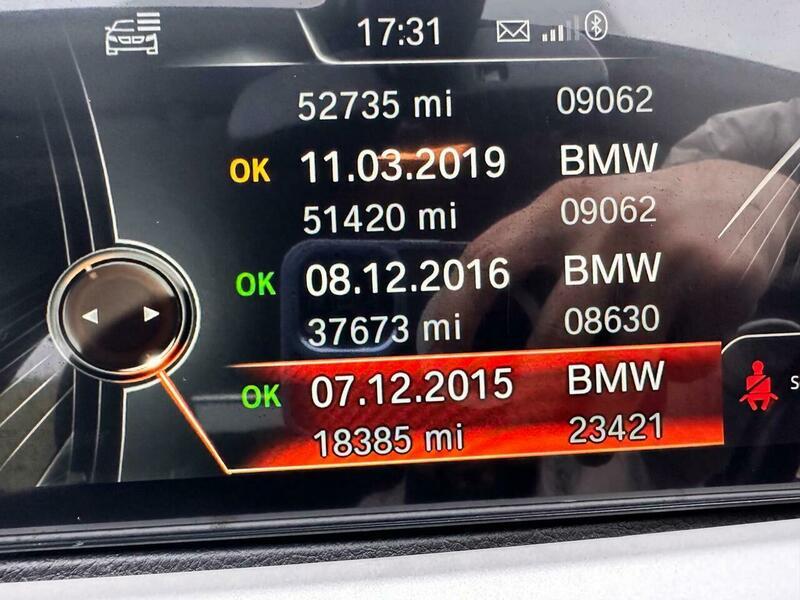 17:31
52735 mi 09062
OK 11.03.2019 BMW
51420 mi 09062
OK 08.12.2016 BMW
37673 mi 08630
OK 07.12.2015 BMW
18385 mi 23421
S